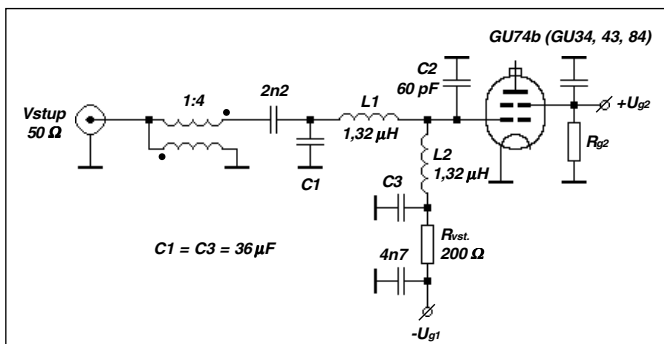 GU74b (GU34, 43, 84)
C2
60 pF
1:4
2n2
L1
1,32 µH
Vstup
50 Ω
+Ug2
Rg2
C1
L2
1,32 µH
C3
Rvst.
200 Ω
C1 = C3 = 36 µF
4n7
-Ug1